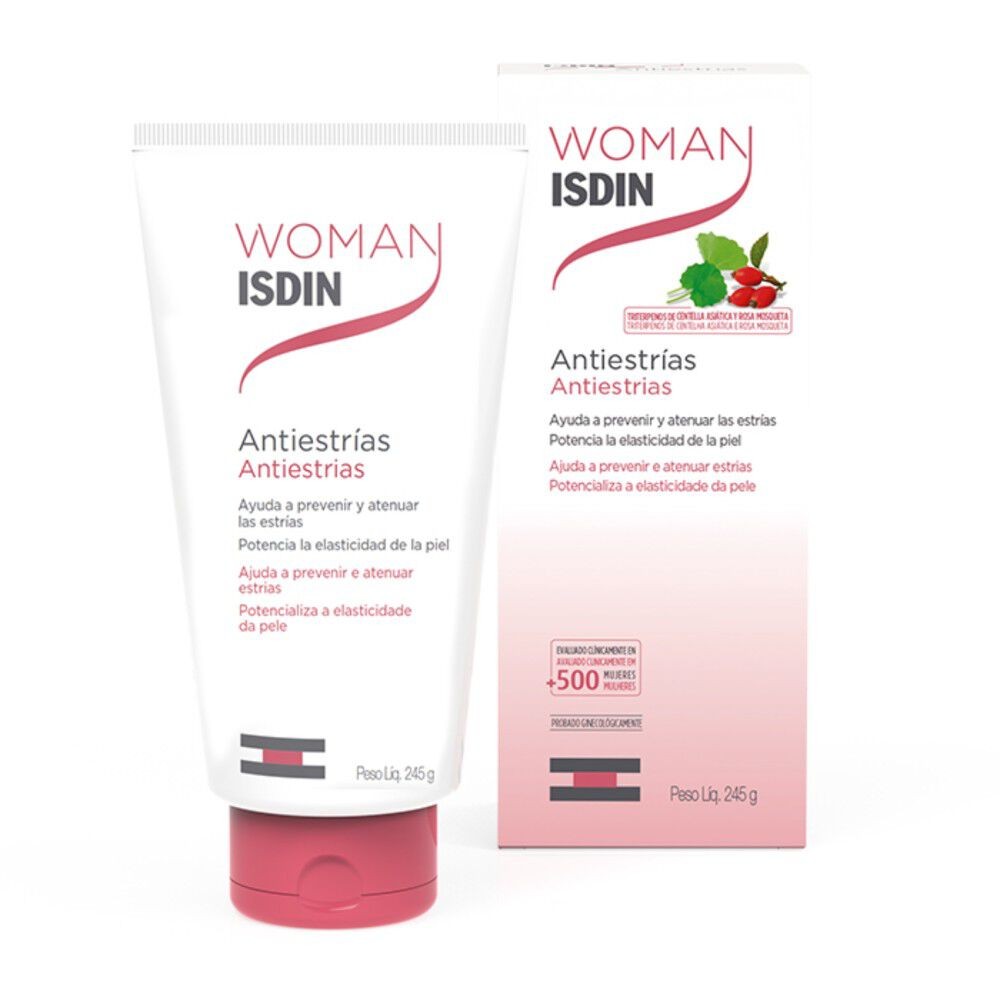 WOMAN
ISDIN
Antiestrías
Antiestrias
Ayuda a prevenir y atenuar
las estrías
Potencia la elasticidad de la piel
Ajuda a prevenir e atenuar
estrias
Potencializa a elasticidade
da pele
Peso Líq. 245 g
Antiestrías
WOMAN
ISDIN
TRITERPENOS DE CENTELLA ASIÁTICA Y ROSA MOSQUETA
TRITERPENOS DE CENTELHA ASIÁTICA E ROSA MOSQUETA
Antiestrías
Antiestrias
Ayuda a prevenir y atenuar las estrías
Potencia la elasticidad de la piel
Ajuda a prevenir e atenuar estrias
Potencializa a elasticidade da pele
EVALUADO CLÍNICAMENTE EN
AVALIADO CLINICAMENTE EM
+500 MUJERES
MULHERES
PROBADO GINECOLÓGICAMENTE
Peso Líq. 245 g